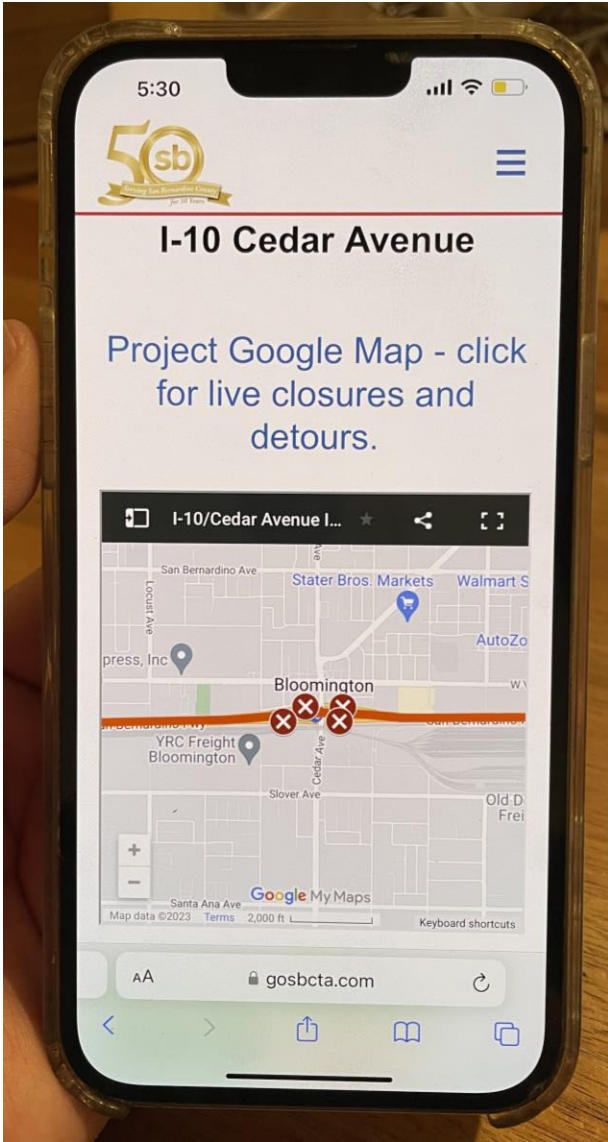 5:30
50 sb
Serving San Bernardino County
for 50 Years
I-10 Cedar Avenue
Project Google Map - click
for live closures and
detours.
I-10/Cedar Avenue I...
San Bernardino Ave
Ave
Locust Ave
Stater Bros. Markets
Walmart S
AutoZo
press, Inc
Bloomington
W V
YRC Freight
Bloomington
Cedar Ave
Slover Ave
Old D
Frei
+
−
Santa Ana Ave
Google My Maps
Map data ©2023 Terms 2,000 ft
Keyboard shortcuts
AA
gosbcta.com